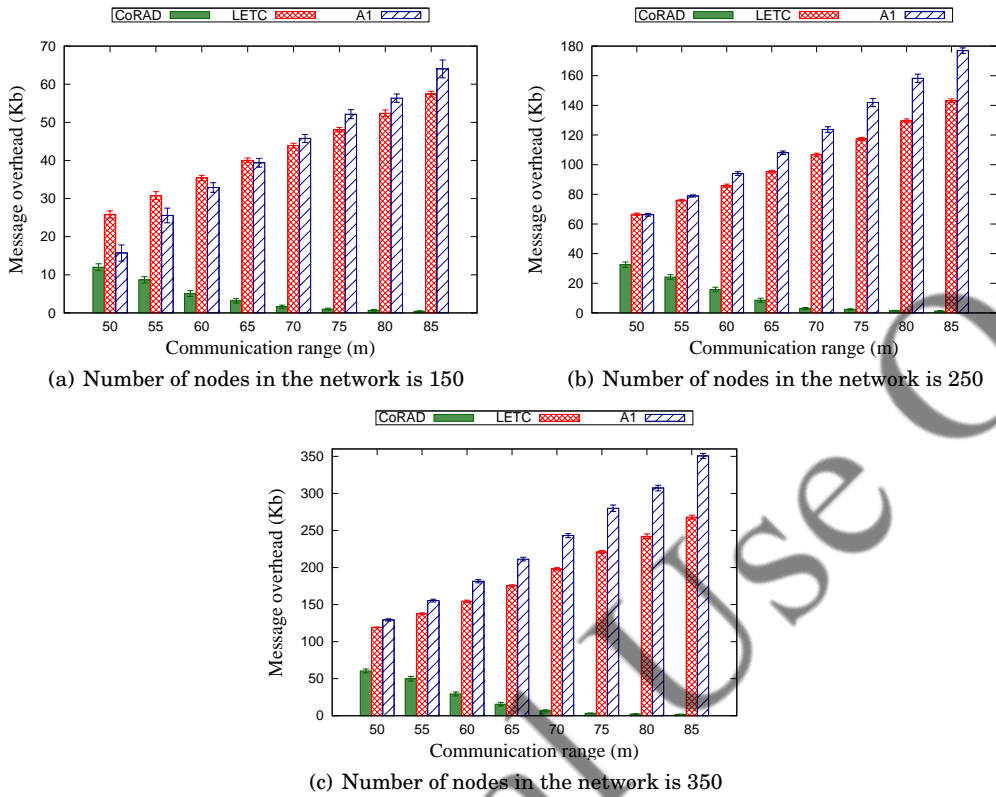 CoRAD LETC A1
Message overhead (Kb)
70
60
50
40
30
20
10
0
50 55 60 65 70 75 80 85
Communication range (m)
(a) Number of nodes in the network is 150
CoRAD LETC A1
Message overhead (Kb)
180
160
140
120
100
80
60
40
20
0
50 55 60 65 70 75 80 85
Communication range (m)
(b) Number of nodes in the network is 250
CoRAD LETC A1
Message overhead (Kb)
350
300
250
200
150
100
50
0
50 55 60 65 70 75 80 85
Communication range (m)
(c) Number of nodes in the network is 350
Use